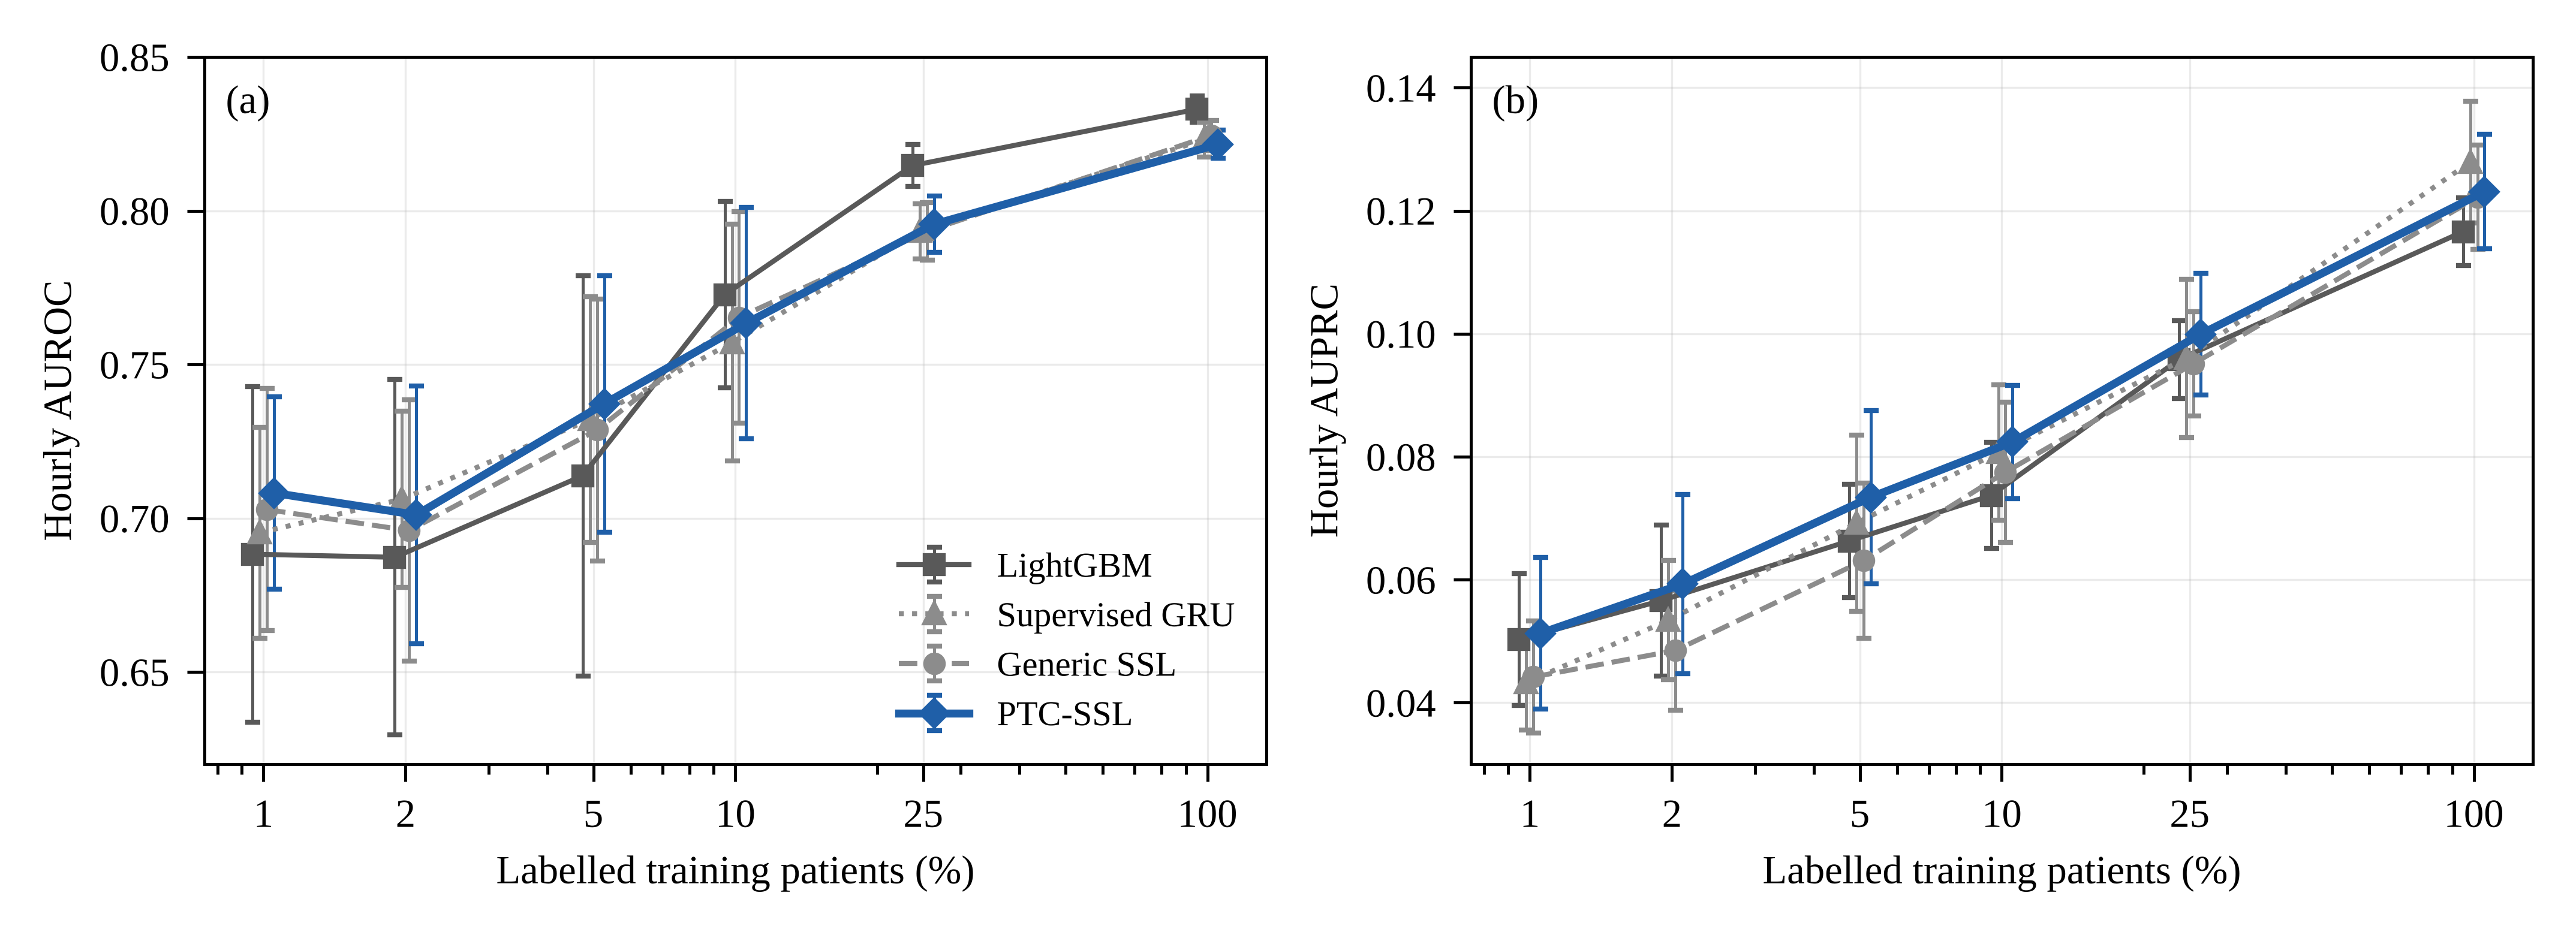 (a)
0.85
0.80
0.75
0.70
0.65
Hourly AUROC
LightGBM
Supervised GRU
Generic SSL
PTC-SSL
1 2 5 10 25 100
Labelled training patients (%)
(b)
0.14
0.12
0.10
0.08
0.06
0.04
Hourly AUPRC
1 2 5 10 25 100
Labelled training patients (%)